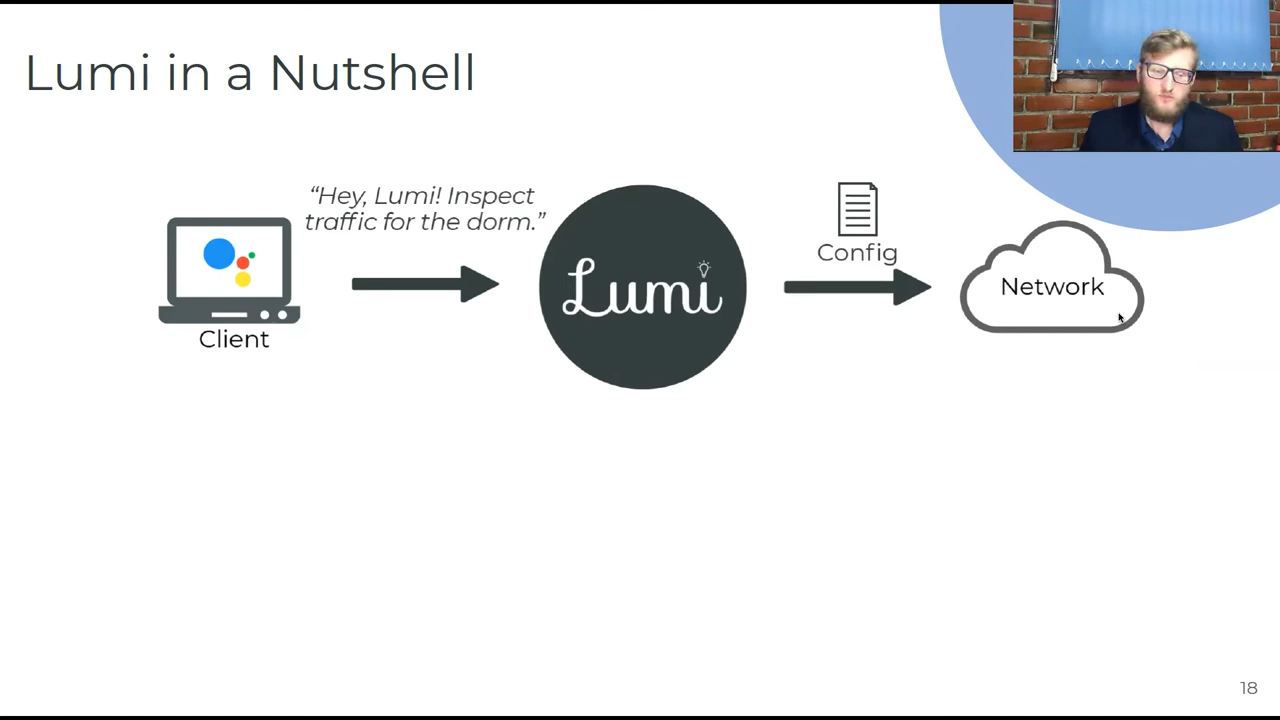 Lumi in a Nutshell
“Hey, Lumi! Inspect
traffic for the dorm.”
Client
Lumi
Config
Network
18